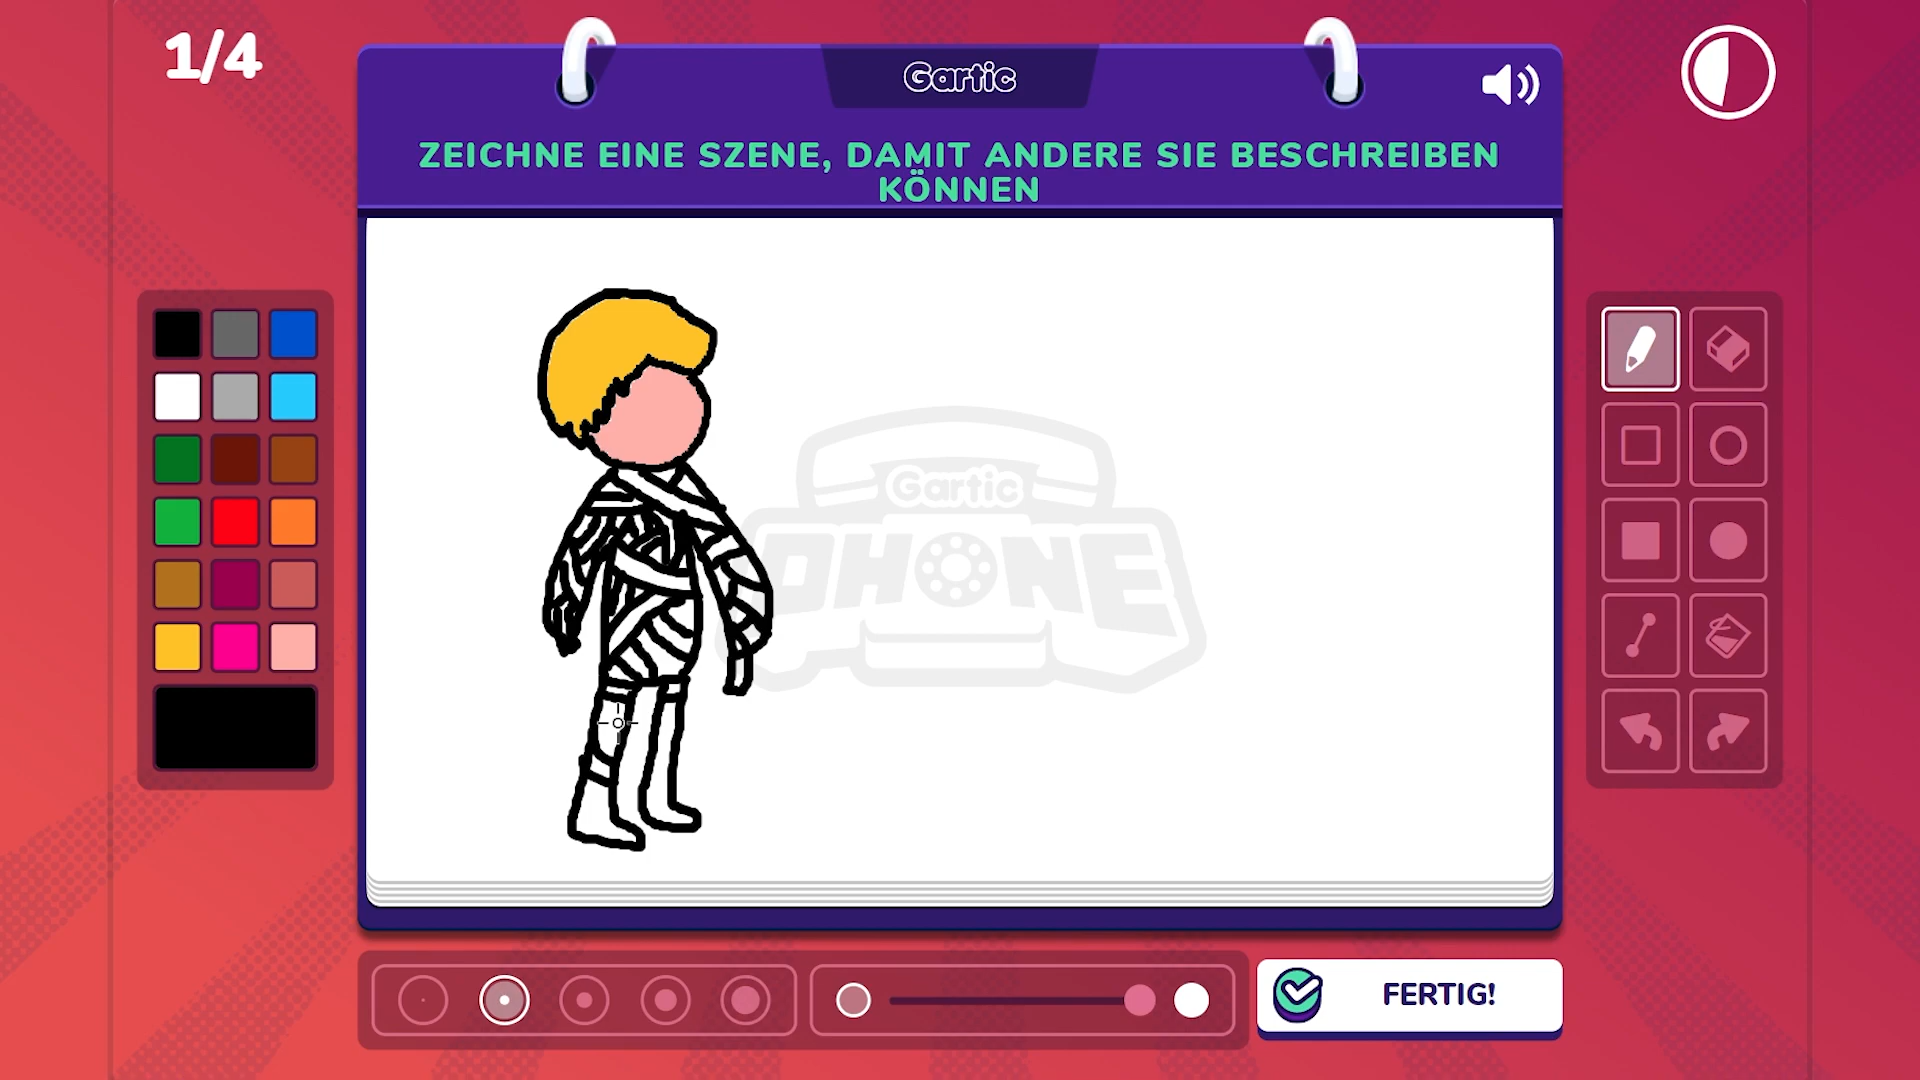 1/4
Gartic
ZEICHNE EINE SZENE, DAMIT ANDERE SIE BESCHREIBEN
KÖNNEN
Gartic
PHONE
FERTIG!